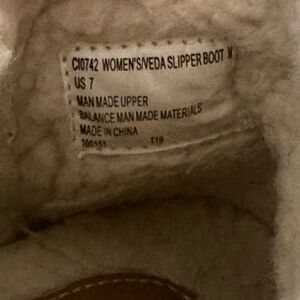 CI0742 WOMEN'S/VEDA SLIPPER BOOT M
US 7
MAN MADE UPPER
BALANCE MAN MADE MATERIALS
MADE IN CHINA
T19